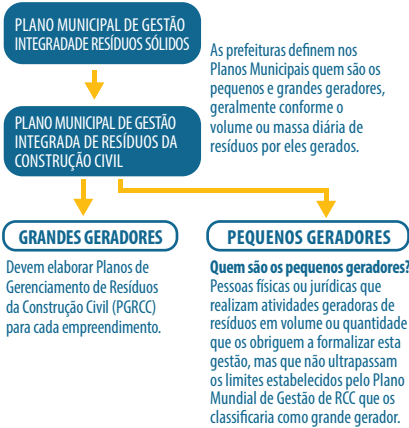 PLANO MUNICIPAL DE GESTÃO
INTEGRADADE RESÍDUOS SÓLIDOS
As prefeituras definem nos
Planos Municipais quem são os
pequenos e grandes geradores,
geralmente conforme o
volume ou massa diária de
resíduos por eles gerados.
PLANO MUNICIPAL DE GESTÃO
INTEGRADA DE RESÍDUOS DA
CONSTRUÇÃO CIVIL
GRANDES GERADORES
Devem elaborar Planos de
Gerenciamento de Resíduos
da Construção Civil (PGRCC)
para cada empreendimento.
PEQUENOS GERADORES
Quem são os pequenos geradores?
Pessoas físicas ou jurídicas que
realizam atividades geradoras de
resíduos em volume ou quantidade
que os obriguem a formalizar esta
gestão, mas que não ultrapassam
os limites estabelecidos pelo Plano
Mundial de Gestão de RCC que os
classificaria como grande gerador.